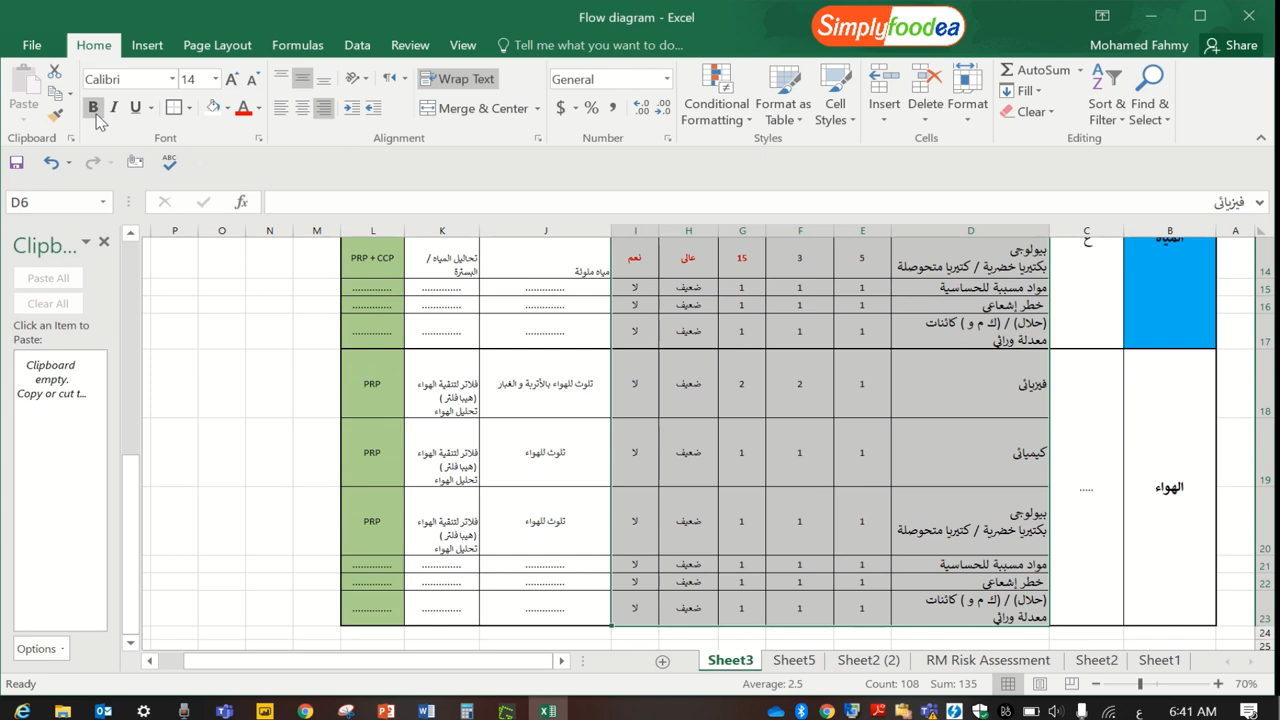 Flow diagram - Excel
Simplyfoodea
File Home Insert Page Layout Formulas Data Review View Tell me what you want to do... Mohamed Fahmy Share
Paste Calibri 14 Wrap Text General Conditional Formatting Format as Table Cell Styles Insert Delete Format AutoSum Sort & Filter Find & Select
B I U Merge & Center $ % Fill
Clear
Clipboard Font Alignment Number Styles Cells Editing
ABC
D6 fx فيزيائى
P O N M L K J I H G F E D C B A
Clipb...
Paste All
Clear All
Click an Item to
Paste:
Clipboard
empty.
Copy or cut t...
Options
14 المياه ع بيولوجى
بكتيريا خضرية / كتيريا متحوصلة 5 3 15 عالى نعم مياه ملوثة تحاليل المياه /
البسترة PRP + CCP
15 مواد مسببة للحساسية 1 1 1 ضعيف لا .............. .............. ..............
16 خطر إشعاعى 1 1 1 ضعيف لا .............. .............. ..............
17 (حلال) / (ك م و ) كائنات
معدلة وراثي 1 1 1 ضعيف لا .............. .............. ..............
18 فيزيائى 1 2 2 ضعيف لا تلوث للهواء بالأتربة و الغبار فلاتر لتنقية الهواء
(هيبا فلتر )
تحليل الهواء PRP
19 كيميائى 1 1 1 ضعيف لا تلوث للهواء فلاتر لتنقية الهواء
(هيبا فلتر )
تحليل الهواء PRP
الهواء .....
20 بيولوجى
بكتيريا خضرية / كتيريا متحوصلة 1 1 1 ضعيف لا تلوث للهواء فلاتر لتنقية الهواء
(هيبا فلتر )
تحليل الهواء PRP
21 مواد مسببة للحساسية 1 1 1 ضعيف لا .............. .............. ..............
22 خطر إشعاعى 1 1 1 ضعيف لا .............. .............. ..............
23 (حلال) / (ك م و ) كائنات
معدلة وراثي 1 1 1 ضعيف لا .............. .............. ..............
24
25
Sheet3 Sheet5 Sheet2 (2) RM Risk Assessment Sheet2 Sheet1
Ready Average: 2.5 Count: 108 Sum: 135 70%
ع 6:41 AM